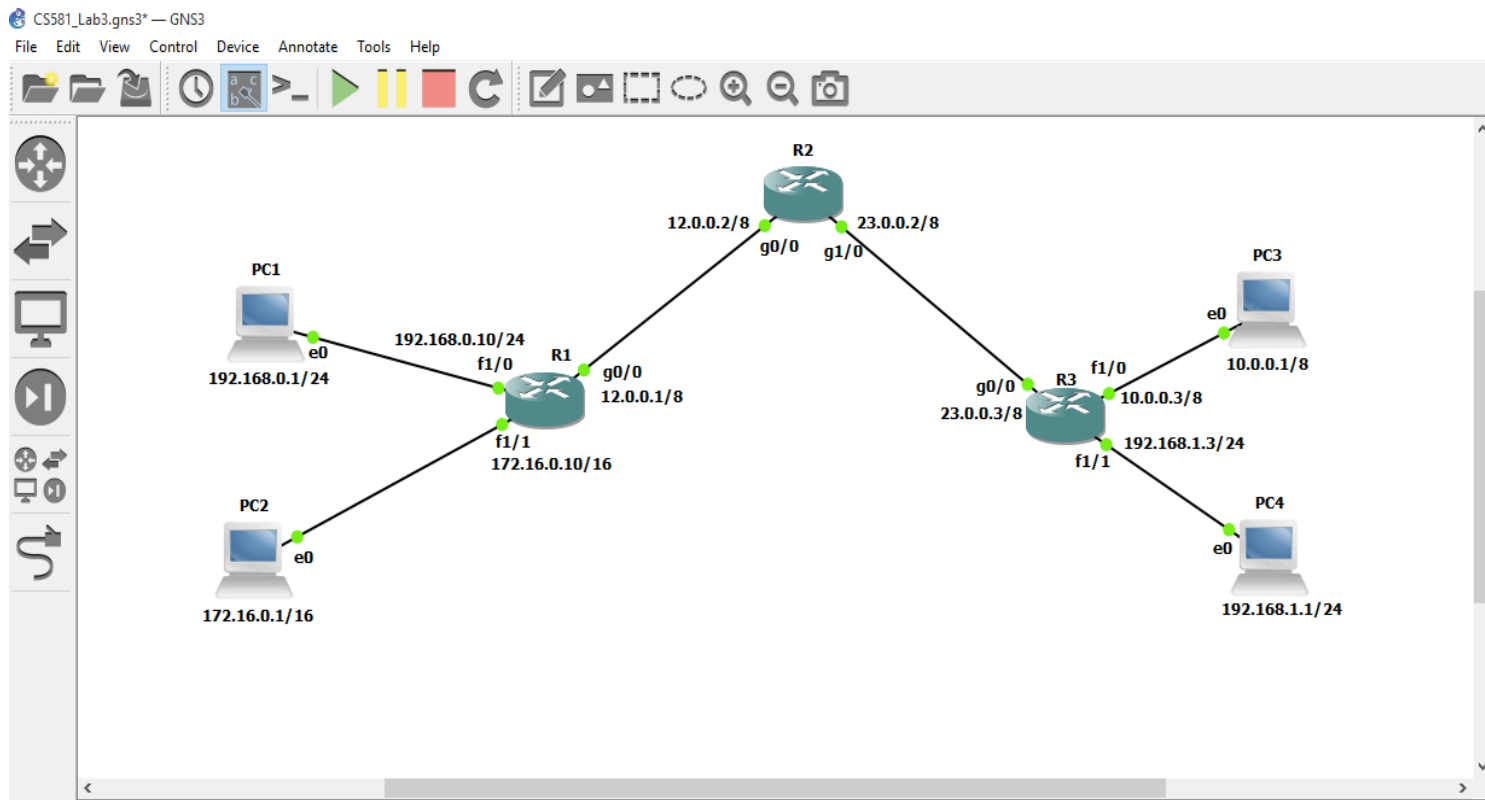 CS581_Lab3.gns3* — GNS3
File Edit View Control Device Annotate Tools Help
a c
b
R2
12.0.0.2/8
23.0.0.2/8
g0/0
g1/0
PC1
PC3
e0
192.168.0.10/24
e0
f1/0
R1
192.168.0.1/24
g0/0
12.0.0.1/8
10.0.0.1/8
f1/0
R3
g0/0
10.0.0.3/8
23.0.0.3/8
f1/1
172.16.0.10/16
192.168.1.3/24
f1/1
PC2
PC4
e0
e0
172.16.0.1/16
192.168.1.1/24